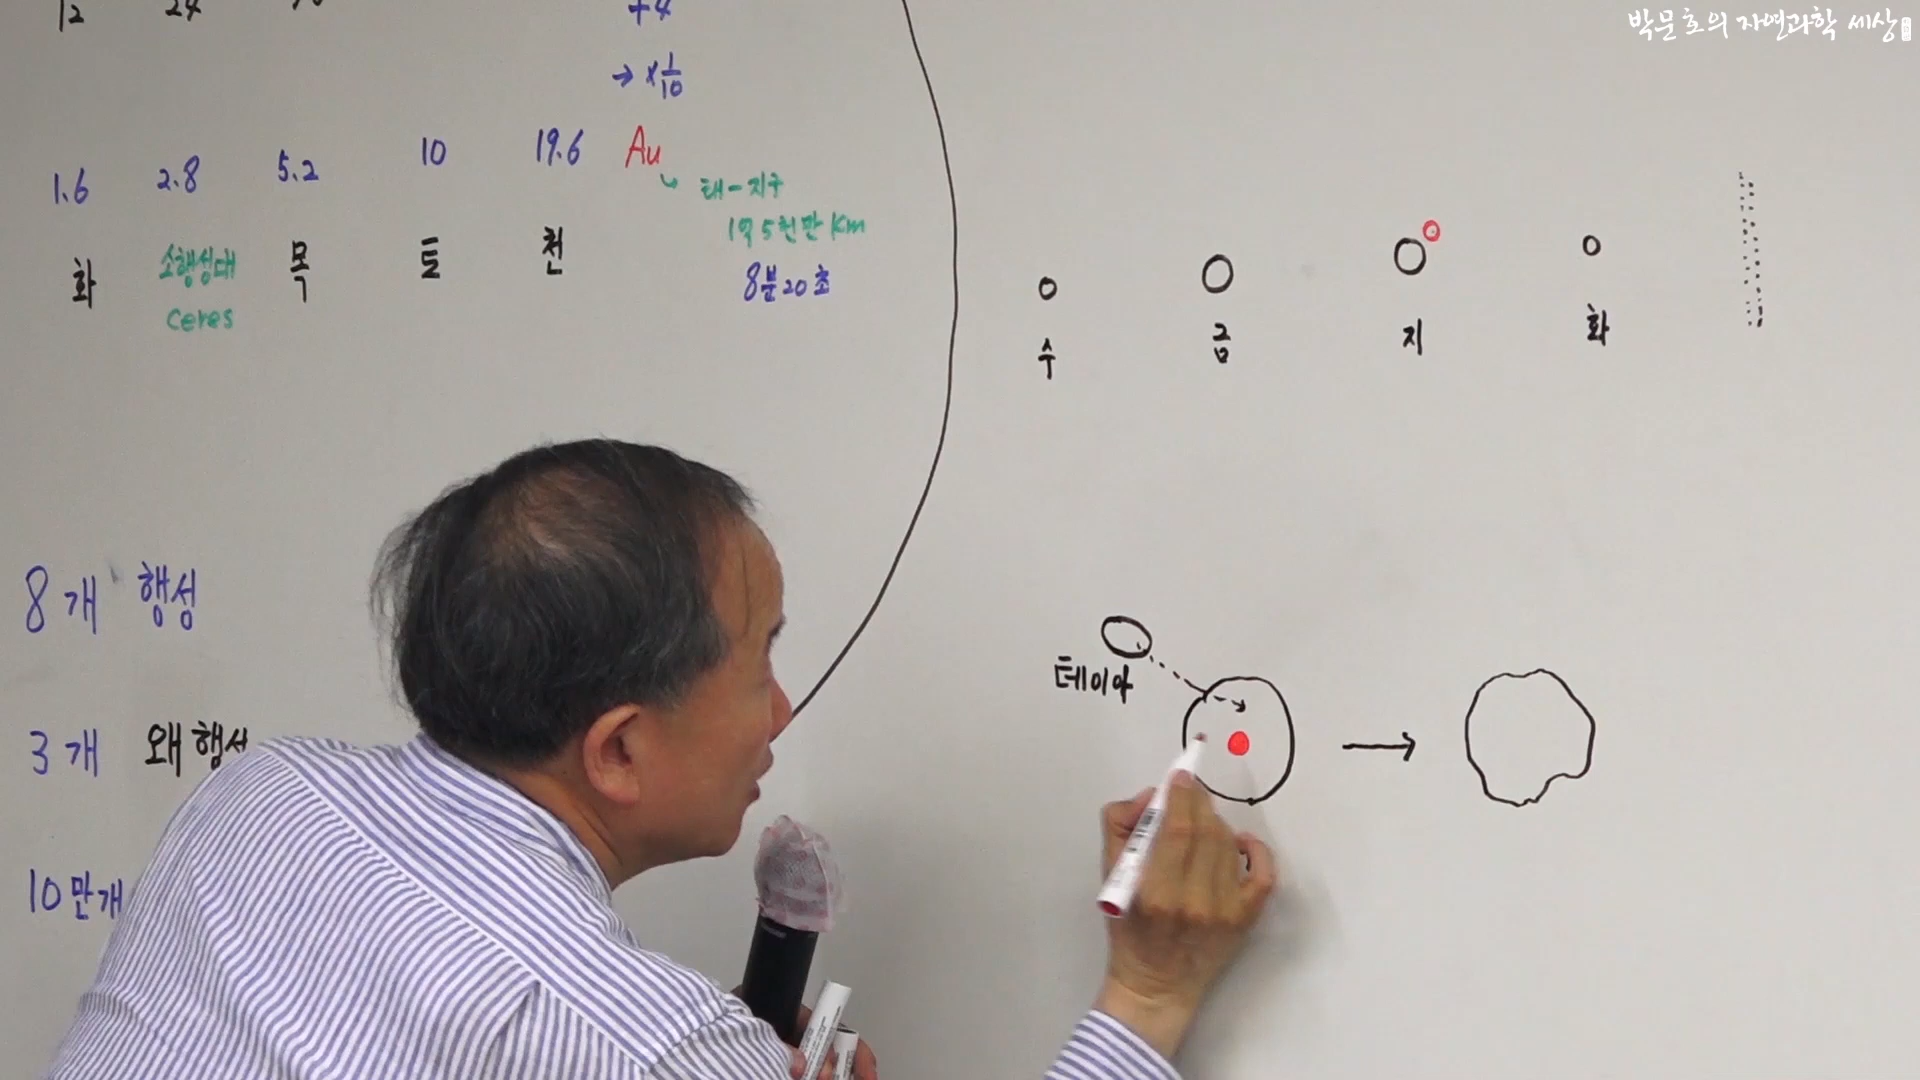 박문호의 자연과학 세상
12 24
+4
→ × 1/10
1.6 2.8 5.2 10 19.6 Au
태-지구
1억 5천만 Km
8분 20초
화 소행성대 목 토 천
Ceres
수 금 지 화
8개 행성
3개 왜행성
10만개
테이아